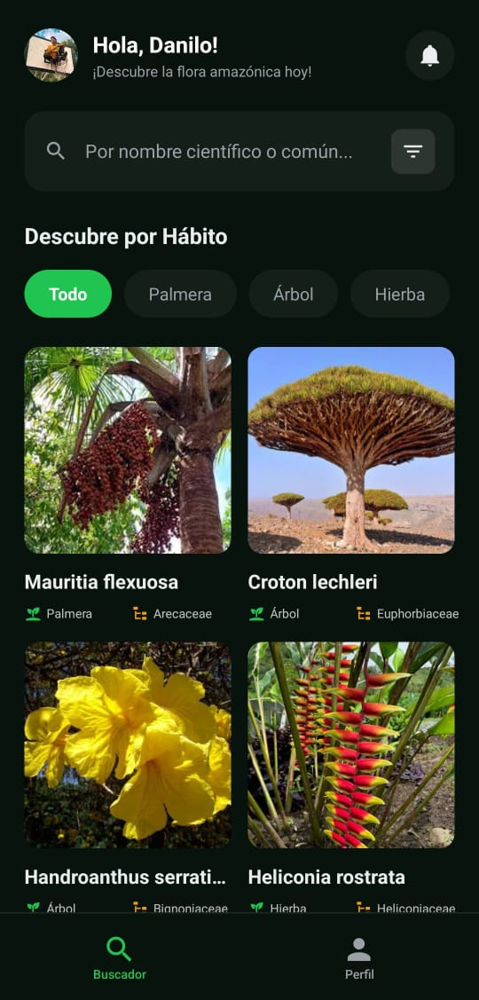 Hola, Danilo!
¡Descubre la flora amazónica hoy!
Por nombre científico o común...
Descubre por Hábito
Todo Palmera Árbol Hierba
Mauritia flexuosa Croton lechleri
Palmera Arecaceae Árbol Euphorbiaceae
Handroanthus serrati... Heliconia rostrata
Árbol Bignoniaceae Hierba Heliconiaceae
Buscador Perfil